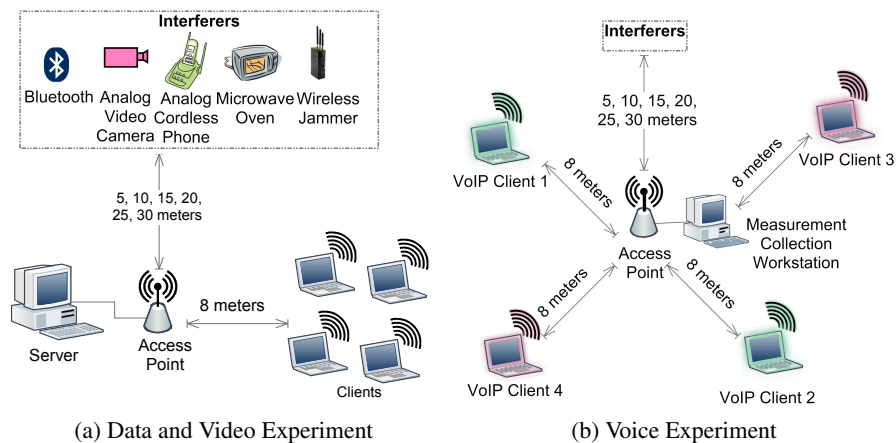 Interferers
Bluetooth
Analog
Video
Camera
Analog
Cordless
Phone
Microwave
Oven
Wireless
Jammer
5, 10, 15, 20,
25, 30 meters
Server
Access
Point
8 meters
Clients
(a) Data and Video Experiment
Interferers
5, 10, 15, 20,
25, 30 meters
VoIP Client 1
8 meters
VoIP Client 3
8 meters
Access
Point
Measurement
Collection
Workstation
8 meters
VoIP Client 4
8 meters
VoIP Client 2
(b) Voice Experiment